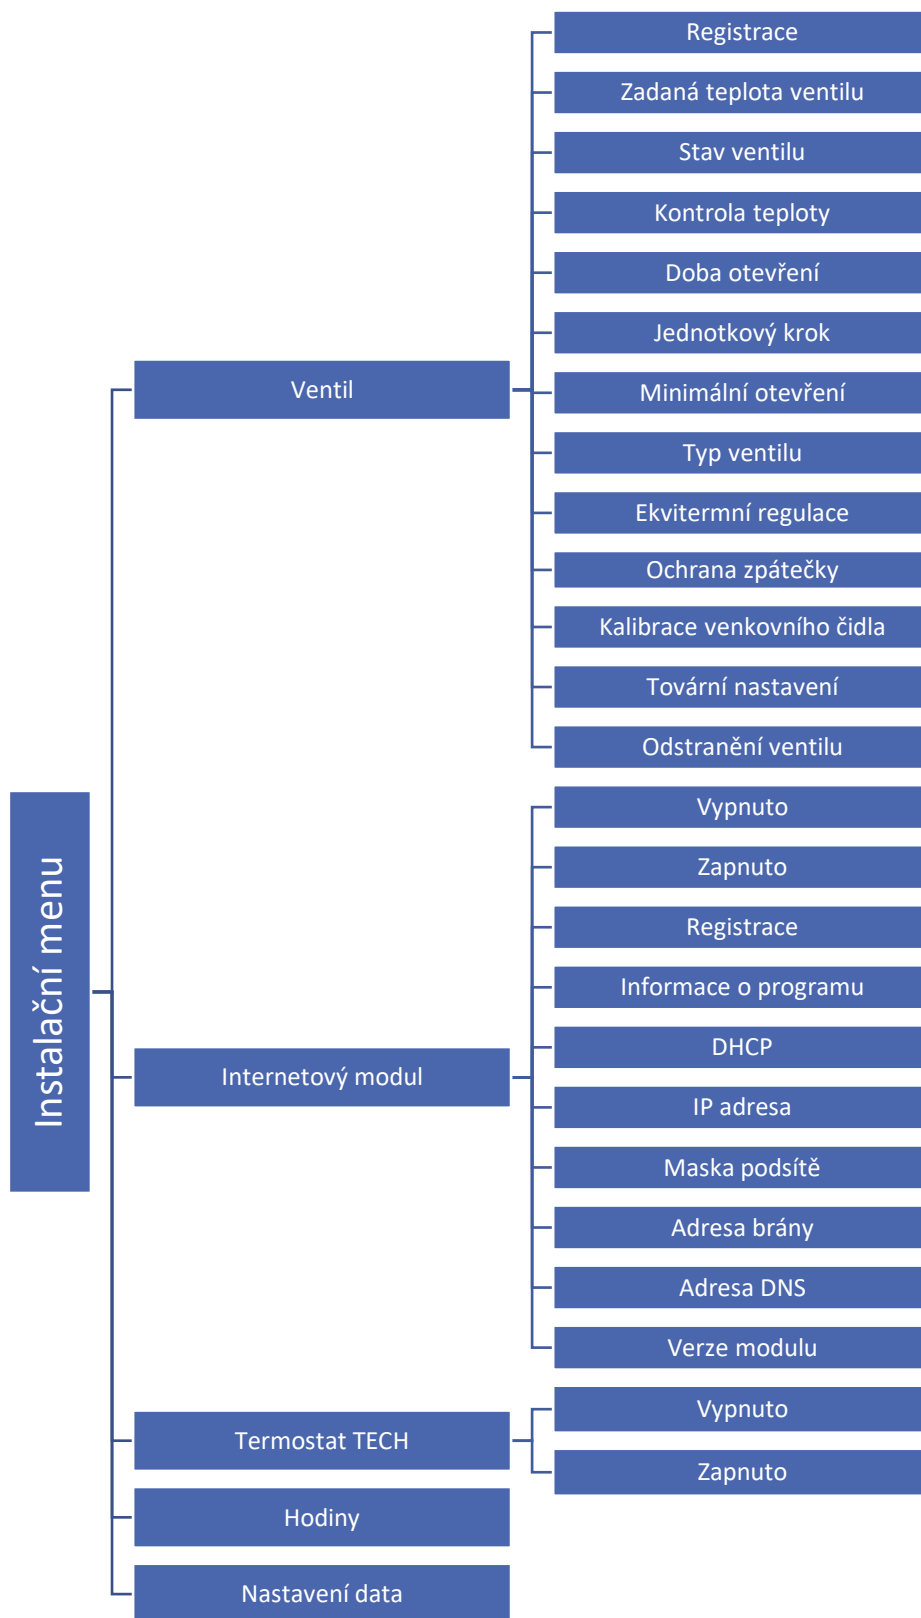 Instalační menu
Ventil
Registrace
Zadaná teplota ventilu
Stav ventilu
Kontrola teploty
Doba otevření
Jednotkový krok
Minimální otevření
Typ ventilu
Ekvitermní regulace
Ochrana zpátečky
Kalibrace venkovního čidla
Tovární nastavení
Odstranění ventilu
Internetový modul
Vypnuto
Zapnuto
Registrace
Informace o programu
DHCP
IP adresa
Maska podsítě
Adresa brány
Adresa DNS
Verze modulu
Termostat TECH
Vypnuto
Zapnuto
Hodiny
Nastavení data